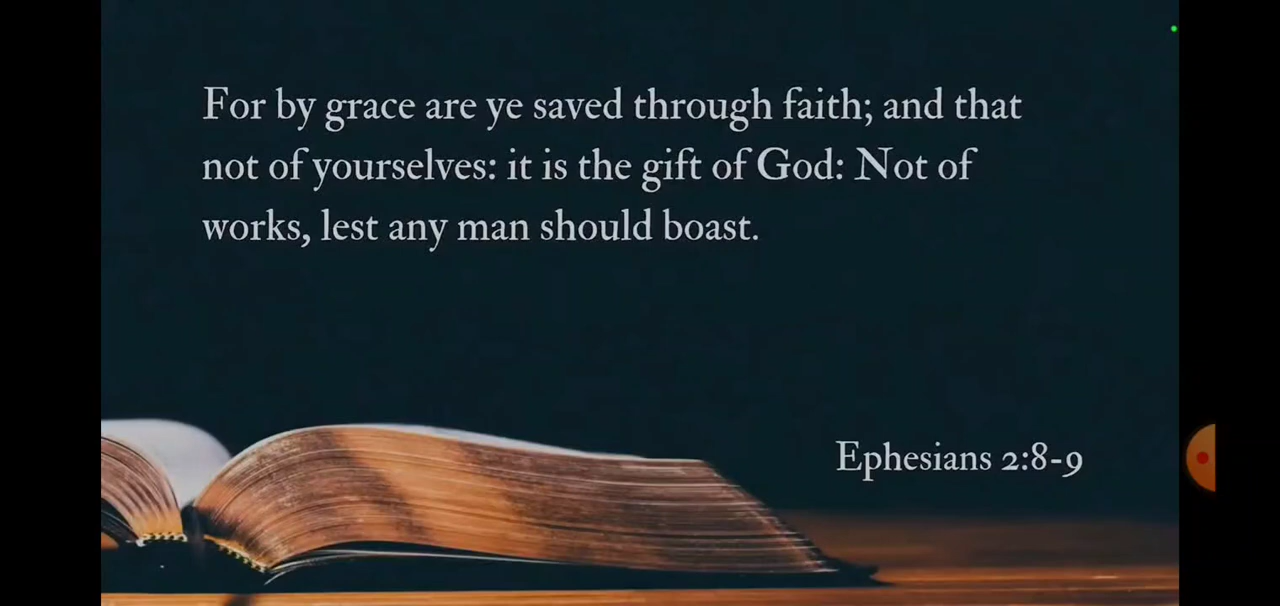 For by grace are ye saved through faith; and that
not of yourselves: it is the gift of God: Not of
works, lest any man should boast.
Ephesians 2:8-9